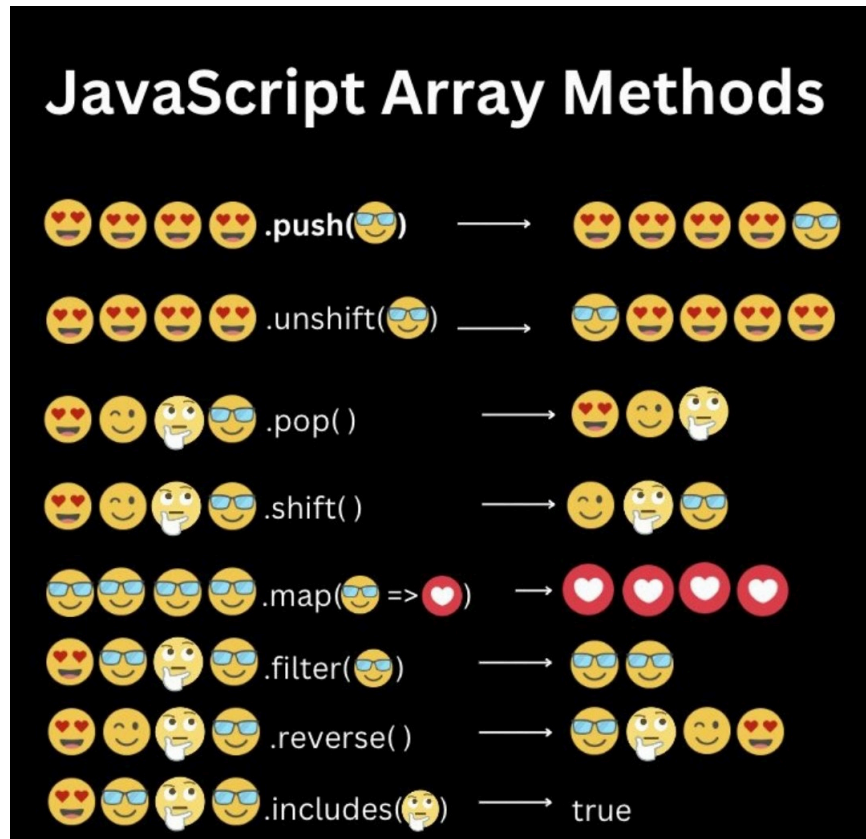 JavaScript Array Methods
😍😍😍😍.push(😎) ⟶ 😍😍😍😍😎
😍😍😍😍.unshift(😎) ⟶ 😎😍😍😍😍
😍😉🤔😎.pop( ) ⟶ 😍😉🤔
😍😉🤔😎.shift( ) ⟶ 😉🤔😎
😎😎😎😎.map(😎 => ❤) ⟶ ❤❤❤❤
😍😎🤔😎.filter(😎) ⟶ 😎😎
😍😉🤔😎.reverse( ) ⟶ 😎🤔😉😍
😍😎🤔😎.includes(🤔) ⟶ true